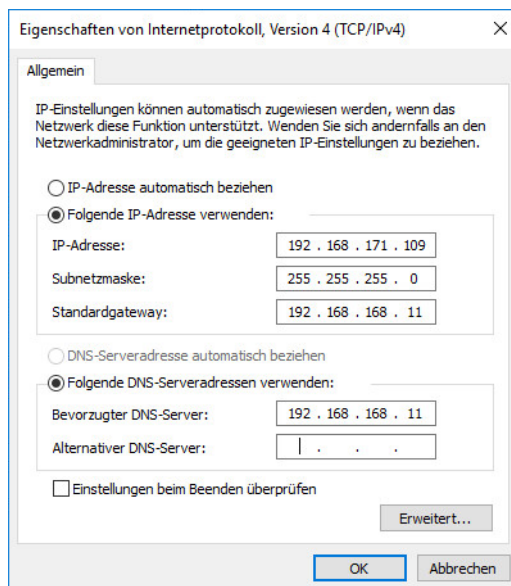 Eigenschaften von Internetprotokoll, Version 4 (TCP/IPv4)
Allgemein
IP-Einstellungen können automatisch zugewiesen werden, wenn das
Netzwerk diese Funktion unterstützt. Wenden Sie sich andernfalls an den
Netzwerkadministrator, um die geeigneten IP-Einstellungen zu beziehen.
IP-Adresse automatisch beziehen
Folgende IP-Adresse verwenden:
IP-Adresse: 192 . 168 . 171 . 109
Subnetzmaske: 255 . 255 . 255 . 0
Standardgateway: 192 . 168 . 168 . 11
DNS-Serveradresse automatisch beziehen
Folgende DNS-Serveradressen verwenden:
Bevorzugter DNS-Server: 192 . 168 . 168 . 11
Alternativer DNS-Server: . . .
Einstellungen beim Beenden überprüfen
Erweitert...
OK Abbrechen